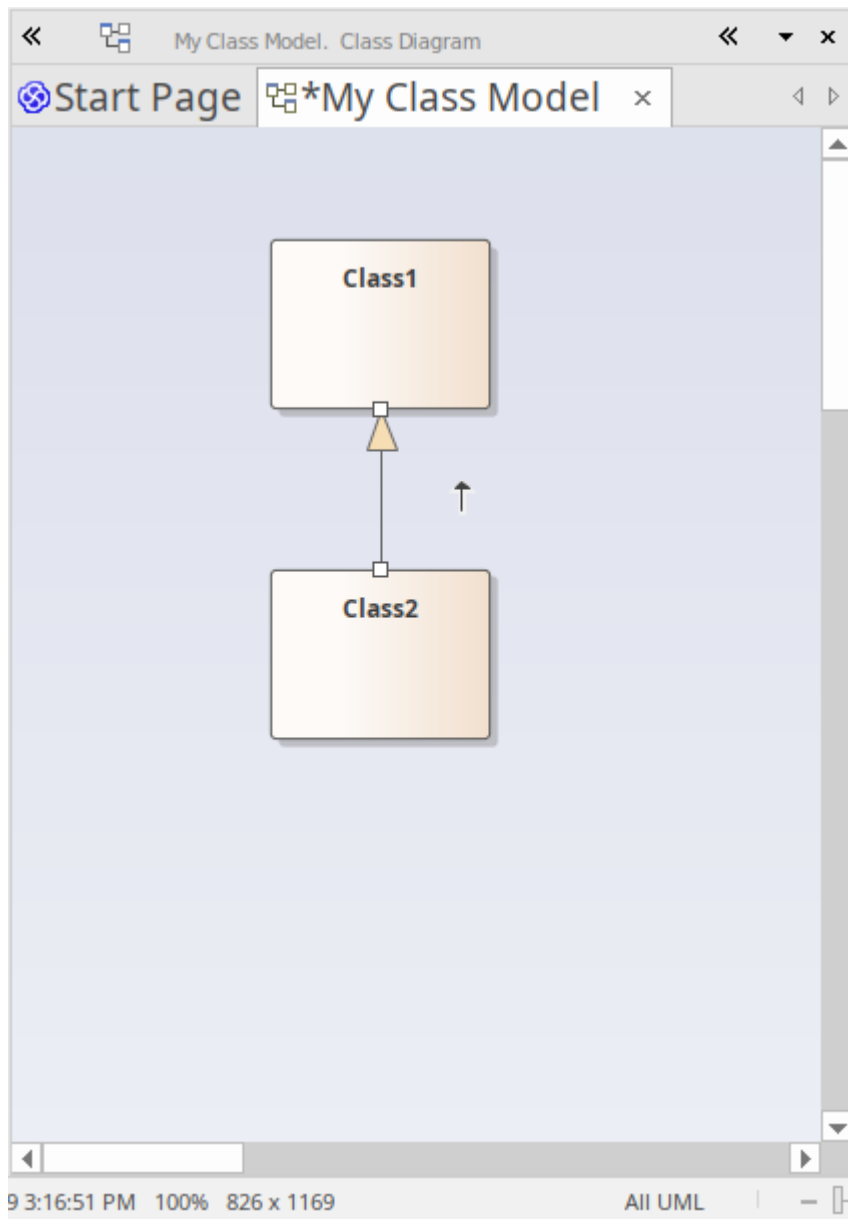 My Class Model. Class Diagram
Start Page *My Class Model
Class1
Class2
9 3:16:51 PM 100% 826 x 1169 All UML